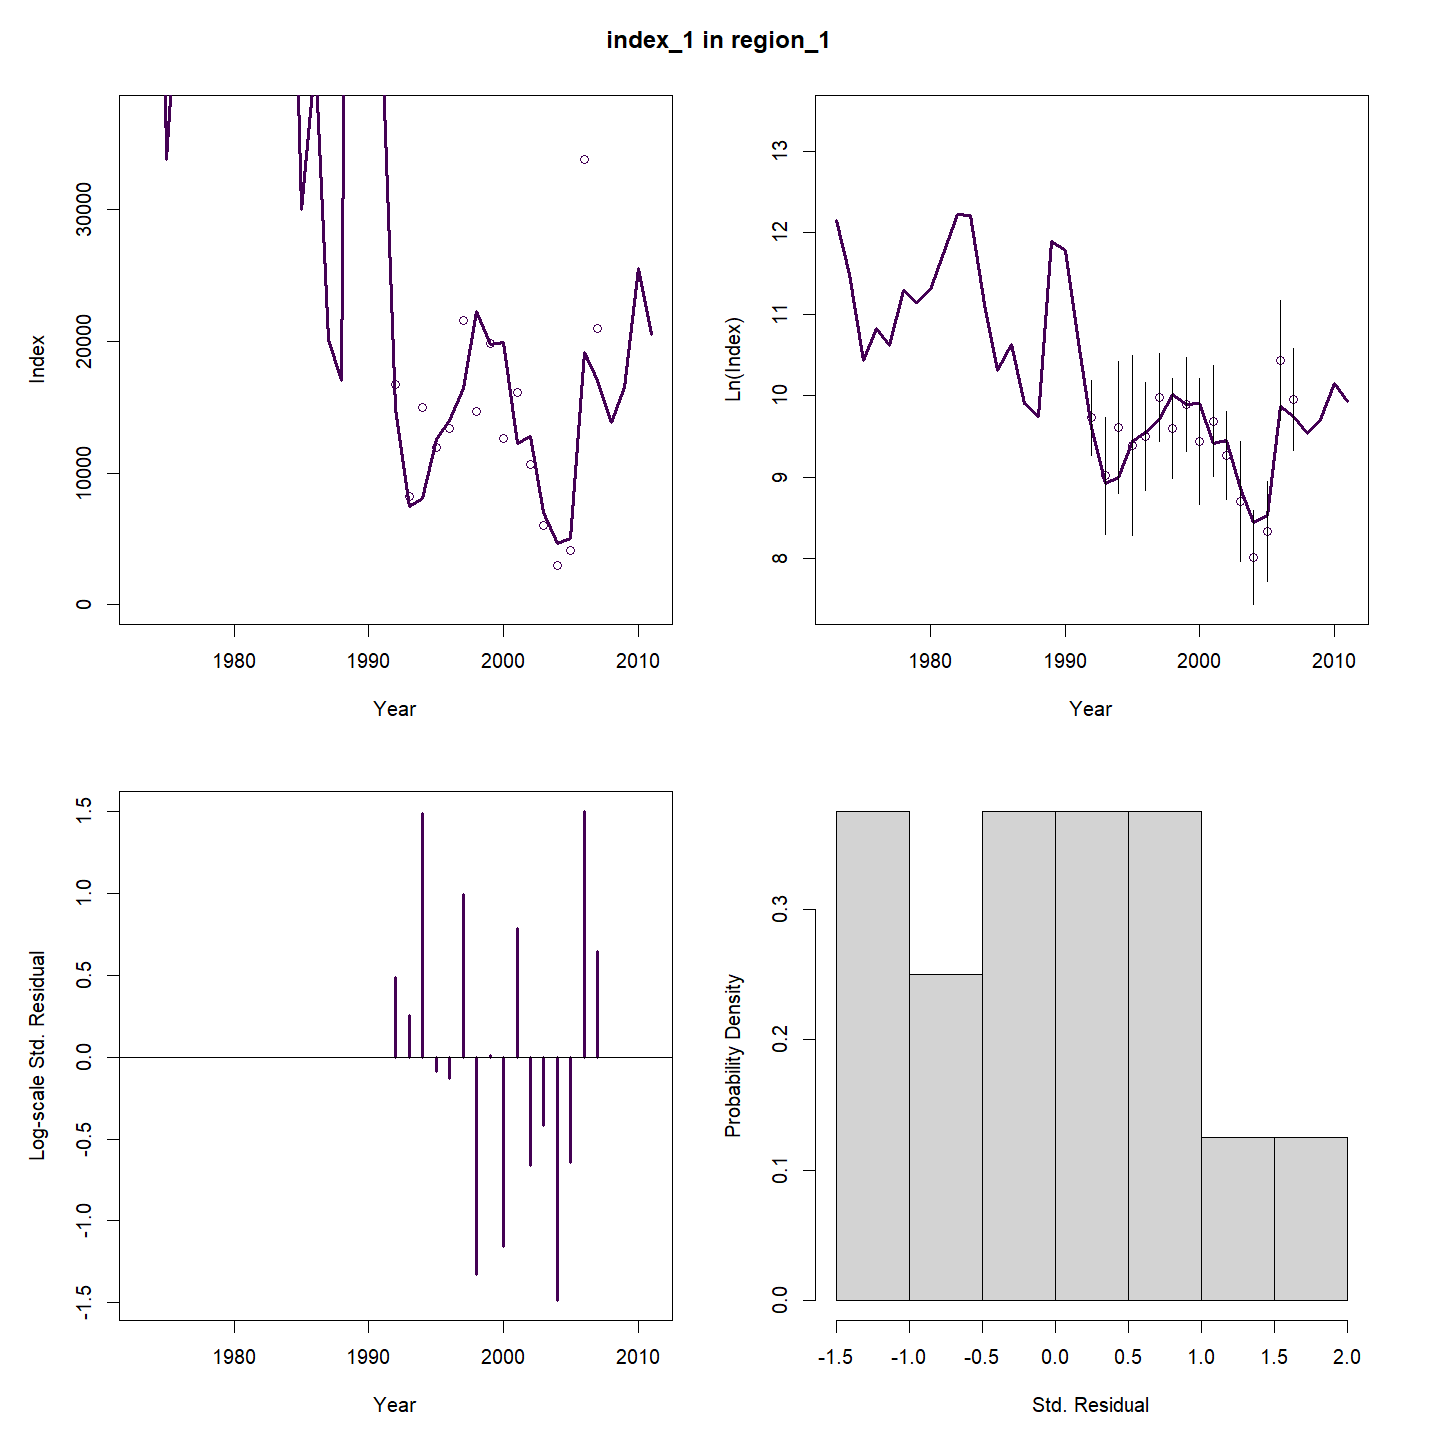 index_1 in region_1
Index
30000
20000
10000
0
1980 1990 2000 2010
Year
Ln(Index)
13
12
11
10
9
8
1980 1990 2000 2010
Year
Log-scale Std. Residual
1.5
1.0
0.5
0.0
-0.5
-1.0
-1.5
1980 1990 2000 2010
Year
Probability Density
0.3
0.2
0.1
0.0
-1.5 -1.0 -0.5 0.0 0.5 1.0 1.5 2.0
Std. Residual